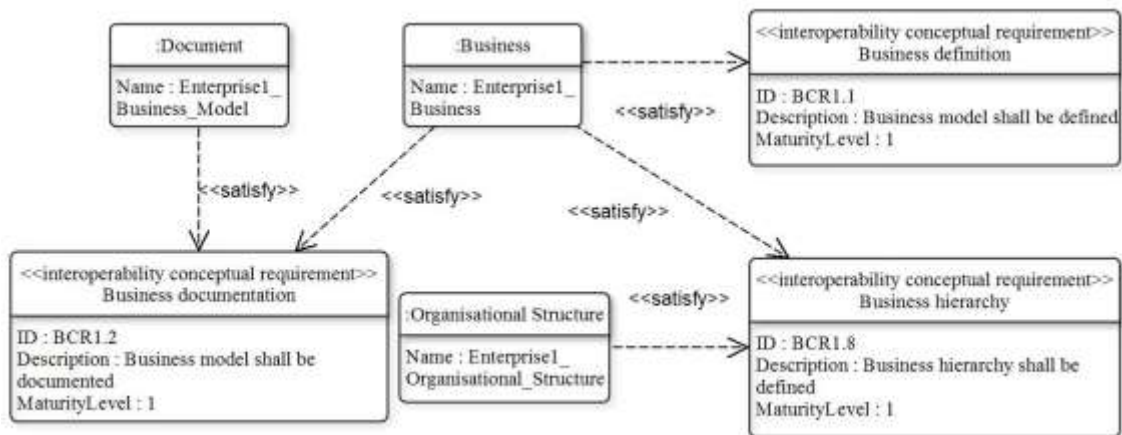 :Document
Name : Enterprise1_
Business_Model
:Business
Name : Enterprise1_
Business
<<interoperability conceptual requirement>>
Business definition
ID : BCR1.1
Description : Business model shall be defined
MaturityLevel : 1
<<satisfy>>
<<satisfy>>
<<satisfy>>
<<satisfy>>
<<interoperability conceptual requirement>>
Business documentation
ID : BCR1.2
Description : Business model shall be
documented
MaturityLevel : 1
:Organisational Structure
Name : Enterprise1_
Organisational_Structure
<<satisfy>>
<<interoperability conceptual requirement>>
Business hierarchy
ID : BCR1.8
Description : Business hierarchy shall be
defined
MaturityLevel : 1